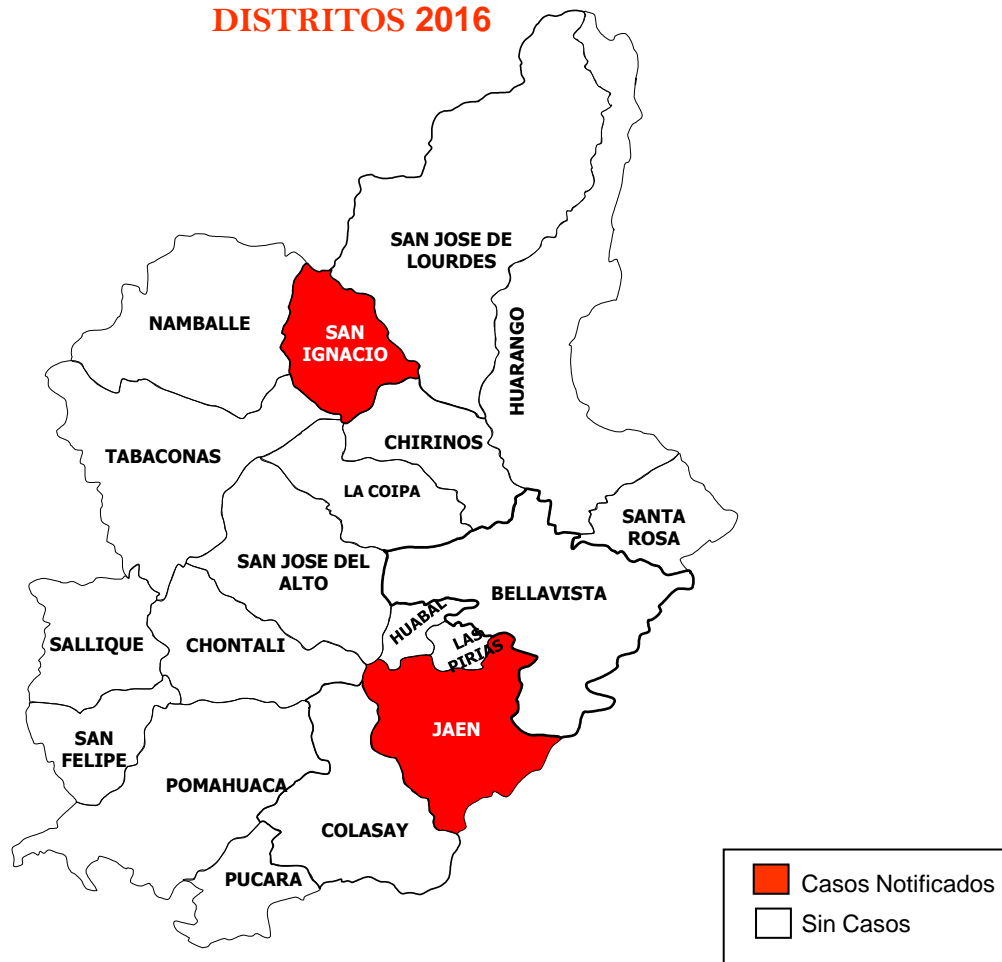 DISTRITOS 2016
SAN JOSE DE
LOURDES
NAMBALLE
SAN
IGNACIO
HUARANGO
TABACONAS
CHIRINOS
LA COIPA
SANTA
ROSA
SAN JOSE DEL
ALTO
BELLAVISTA
HUABAL
LAS
PIRIAS
SALLIQUE
CHONTALI
JAEN
SAN
FELIPE
POMAHUACA
COLASAY
PUCARA
Casos Notificados
Sin Casos